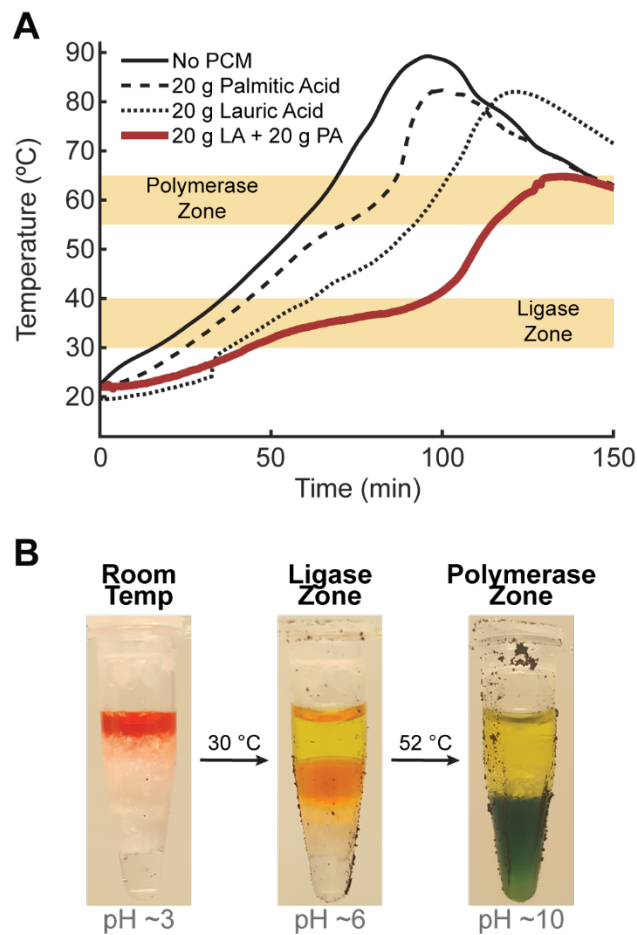 A
90
80
70
60
50
40
30
20
Temperature (ºC)
No PCM
20 g Palmitic Acid
20 g Lauric Acid
20 g LA + 20 g PA
Polymerase
Zone
Ligase
Zone
0
50
100
150
Time (min)
B
Room
Temp
Ligase
Zone
Polymerase
Zone
30 °C
52 °C
pH ~3
pH ~6
pH ~10